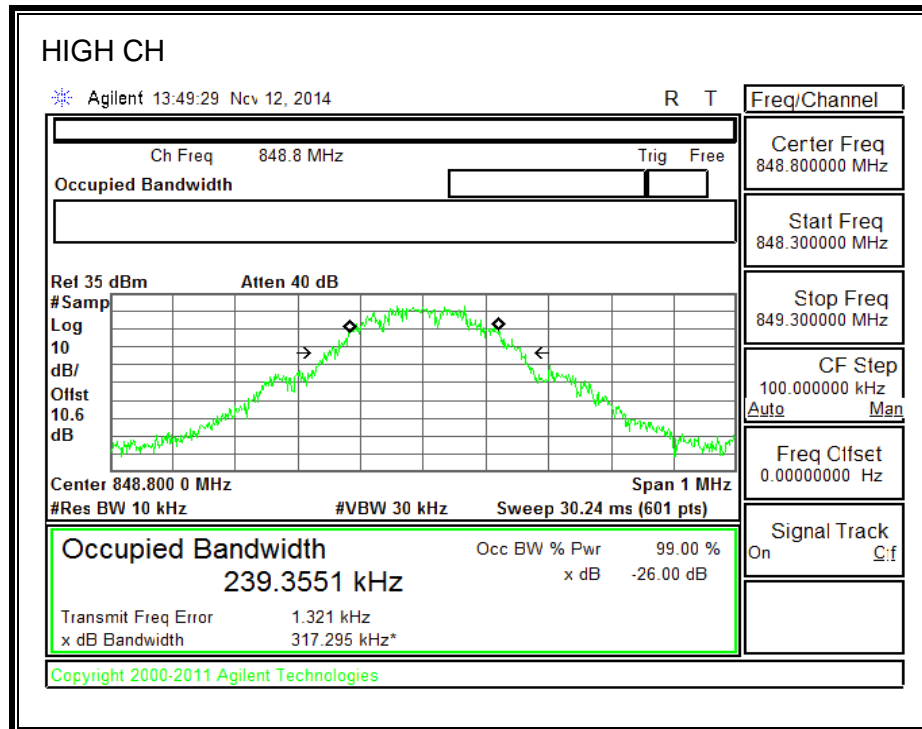 HIGH CH
Agilent 13:49:29 Nov 12, 2014 R T
Freq/Channel
Ch Freq 848.8 MHz Trig Free
Occupied Bandwidth
Center Freq
848.800000 MHz
Start Freq
848.300000 MHz
Stop Freq
849.300000 MHz
CF Step
100.000000 kHz
Auto Man
Freq Offset
0.00000000 Hz
Signal Track
On Off
Ref 35 dBm Atten 40 dB
#Samp
Log
10
dB/
Offst
10.6
dB
Center 848.800 0 MHz Span 1 MHz
#Res BW 10 kHz #VBW 30 kHz Sweep 30.24 ms (601 pts)
Occupied Bandwidth Occ BW % Pwr 99.00 %
239.3551 kHz x dB -26.00 dB
Transmit Freq Error 1.321 kHz
x dB Bandwidth 317.295 kHz*
Copyright 2000-2011 Agilent Technologies